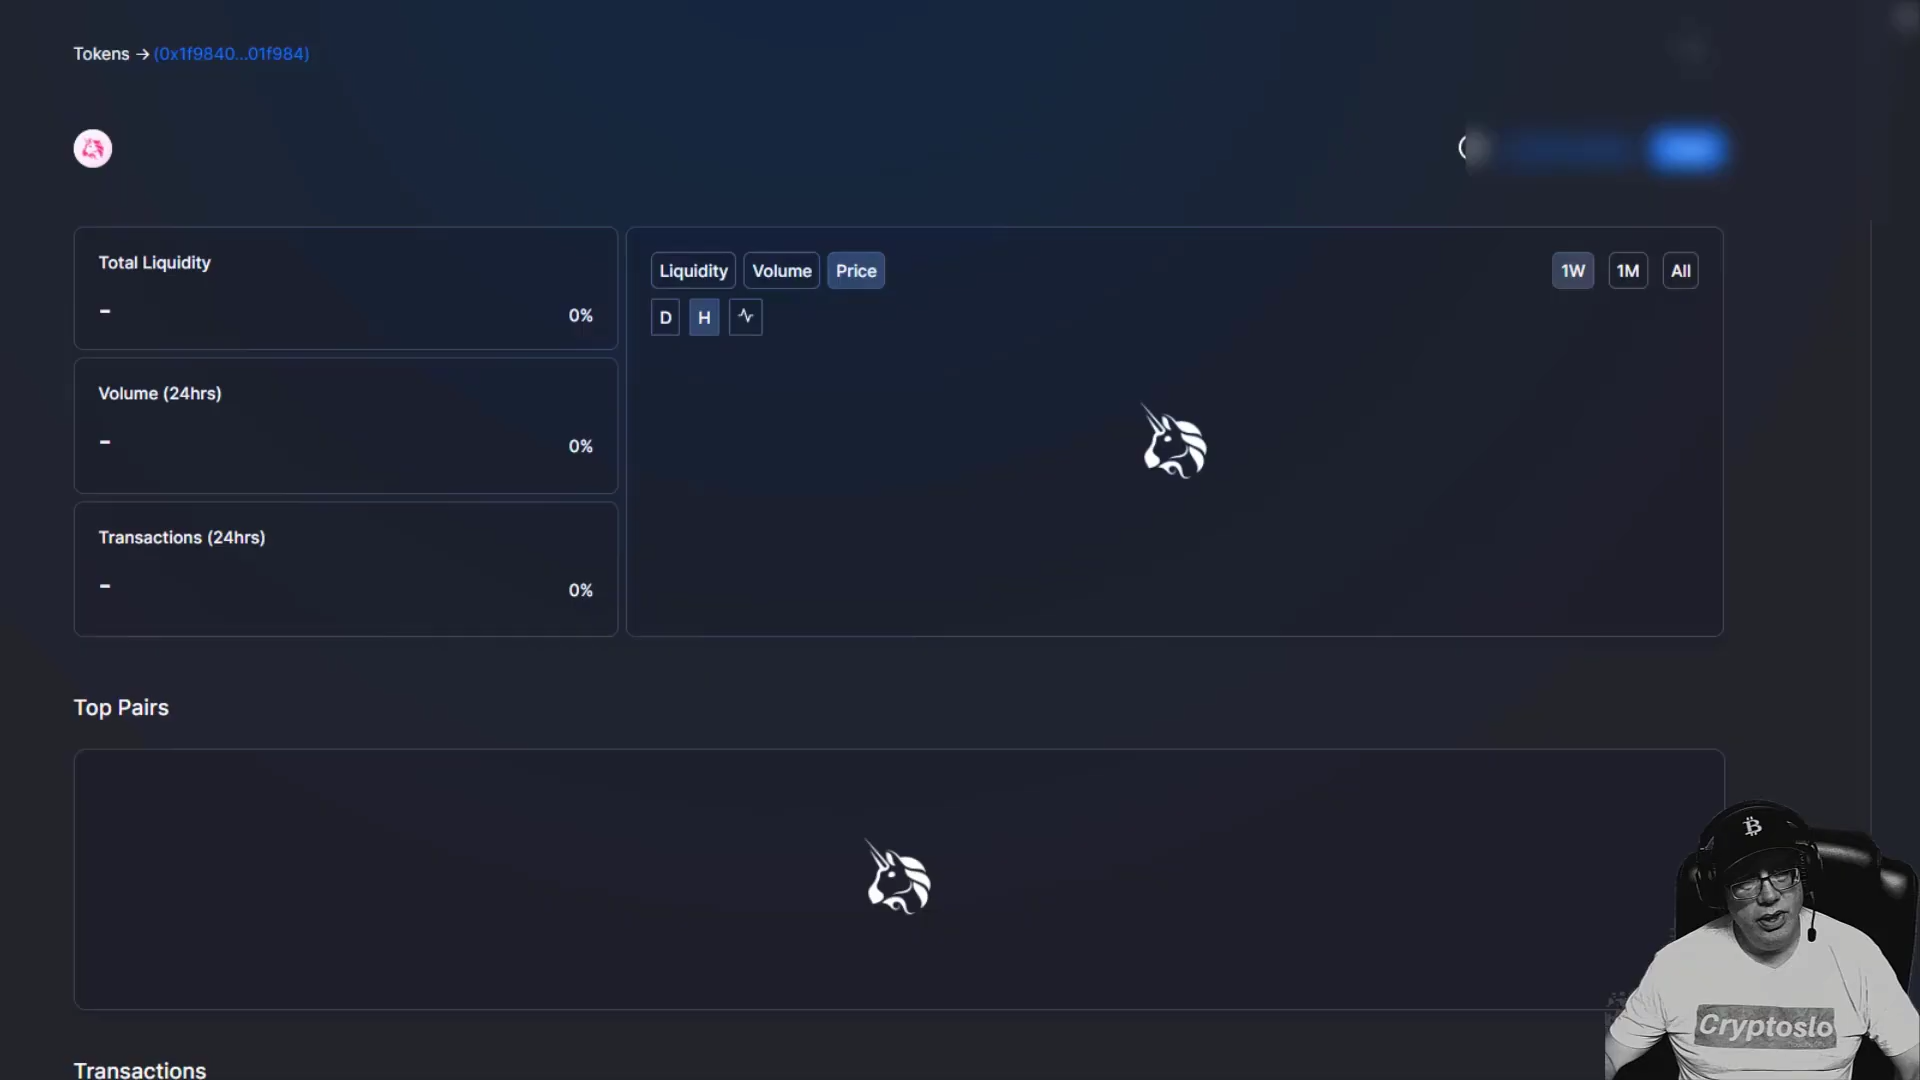 Tokens → (0x1f9840...01f984)
Total Liquidity
-
0%
Volume (24hrs)
-
0%
Transactions (24hrs)
-
0%
Liquidity Volume Price
1W 1M All
D H
Top Pairs
Transactions
₿
Cryptoslo